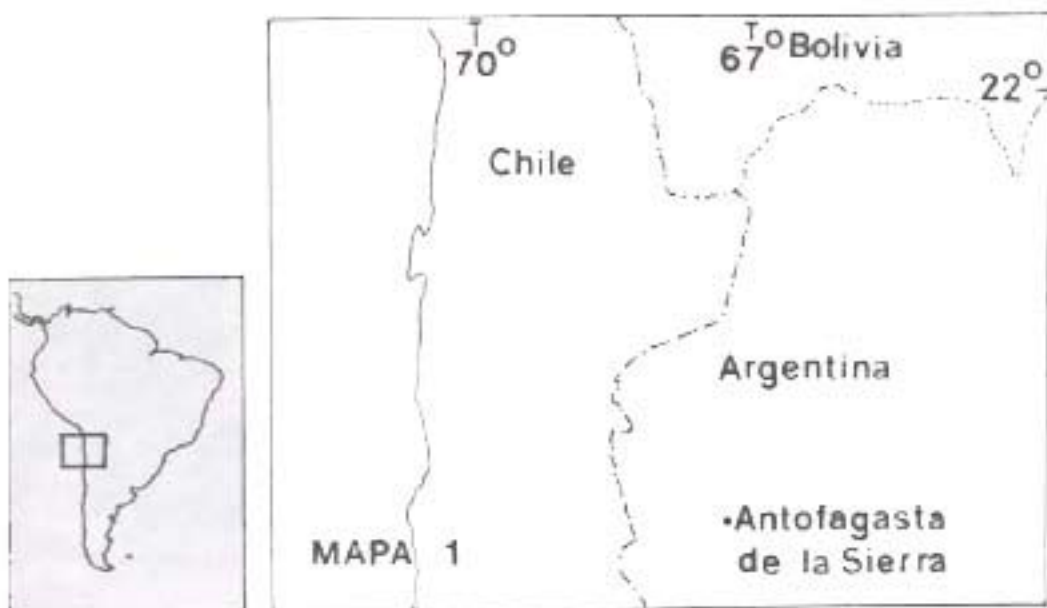 70°
67° Bolivia
22°
Chile
Argentina
•Antofagasta
de la Sierra
MAPA 1